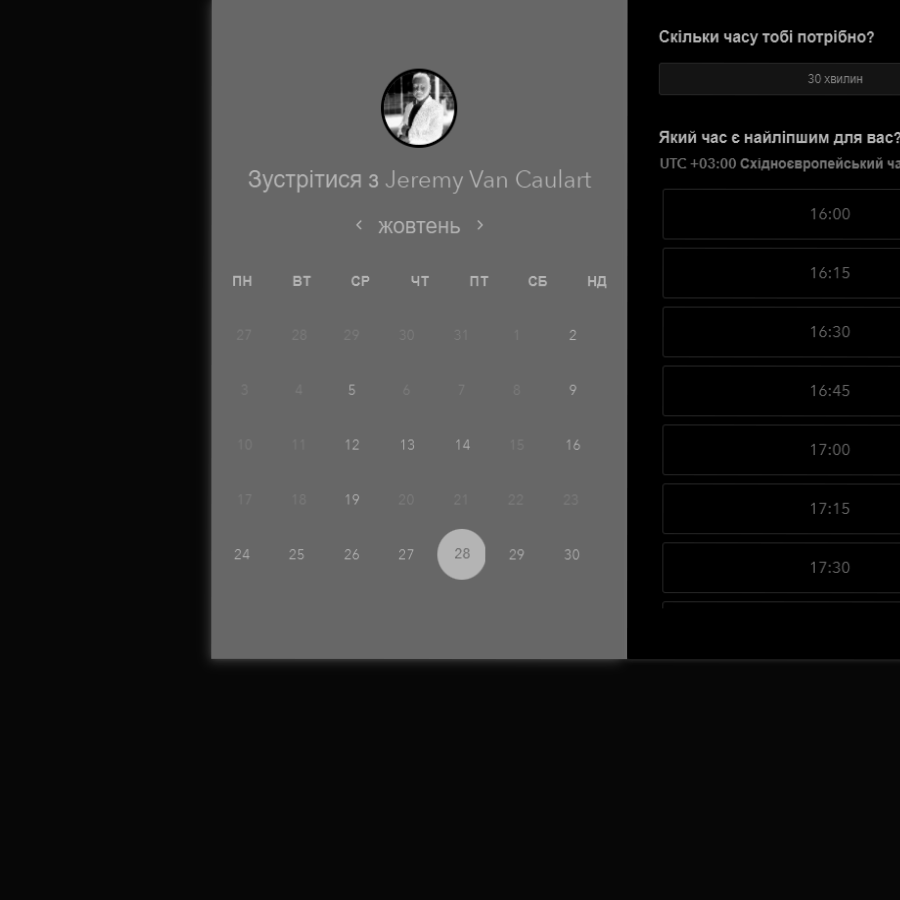 Зустрітися з Jeremy Van Caulart
‹ жовтень ›
ПН ВТ СР ЧТ ПТ СБ НД
27 28 29 30 31 1 2
3 4 5 6 7 8 9
10 11 12 13 14 15 16
17 18 19 20 21 22 23
24 25 26 27 28 29 30
Скільки часу тобі потрібно?
30 хвилин
Який час є найліпшим для вас?
UTC +03:00 Східноєвропейський ча
16:00
16:15
16:30
16:45
17:00
17:15
17:30